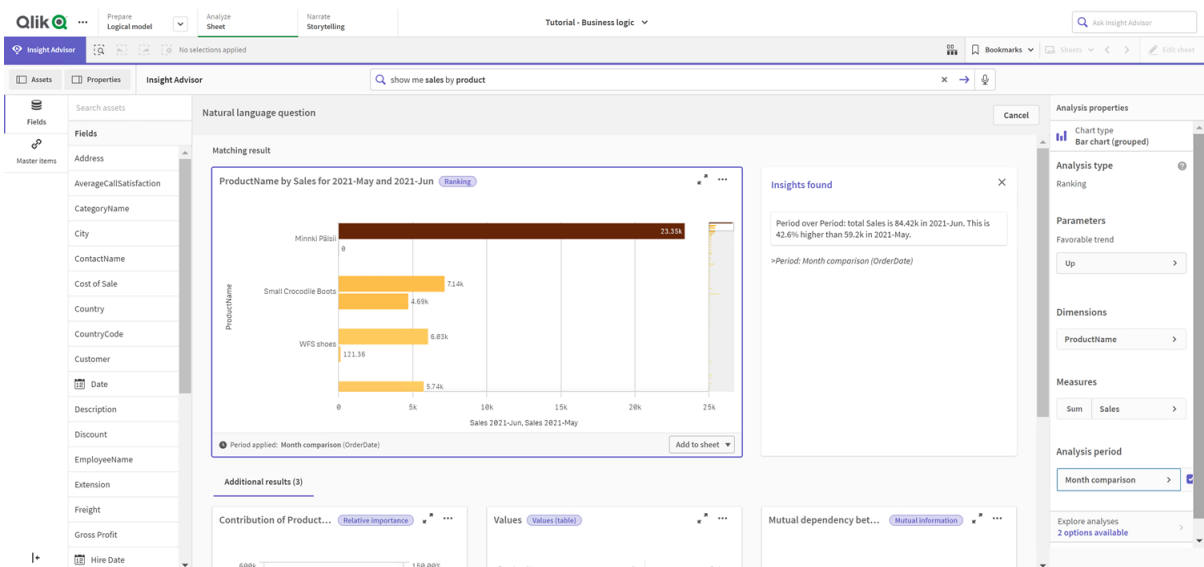 Qlik
Prepare
Logical model
Analyze
Sheet
Narrate
Storytelling
Tutorial - Business logic
Ask Insight Advisor
Insight Advisor
No selections applied
Bookmarks
Sheets
Edit sheet
Assets
Properties
Insight Advisor
show me sales by product
Fields
Master items
Search assets
Fields
Address
AverageCallSatisfaction
CategoryName
City
ContactName
Cost of Sale
Country
CountryCode
Customer
Date
Description
Discount
EmployeeName
Extension
Freight
Gross Profit
Hire Date
Natural language question
Cancel
Matching result
ProductName by Sales for 2021-May and 2021-Jun Ranking
ProductName
Minnki Pälsii
23.35k
0
Small Crocodile Boots
7.14k
4.69k
WFS shoes
6.03k
121.36
5.74k
0 5k 10k 15k 20k 25k
Sales 2021-Jun, Sales 2021-May
Period applied: Month comparison (OrderDate)
Add to sheet
Insights found
Period over Period: total Sales is 84.42k in 2021-Jun. This is
42.6% higher than 59.2k in 2021-May.
>Period: Month comparison (OrderDate)
Additional results (3)
Contribution of Product... Relative importance
600k 150.00%
Values Values (table)
Mutual dependency bet... Mutual information
Analysis properties
Chart type
Bar chart (grouped)
Analysis type
Ranking
Parameters
Favorable trend
Up
Dimensions
ProductName
Measures
Sum Sales
Analysis period
Month comparison
Explore analyses
2 options available